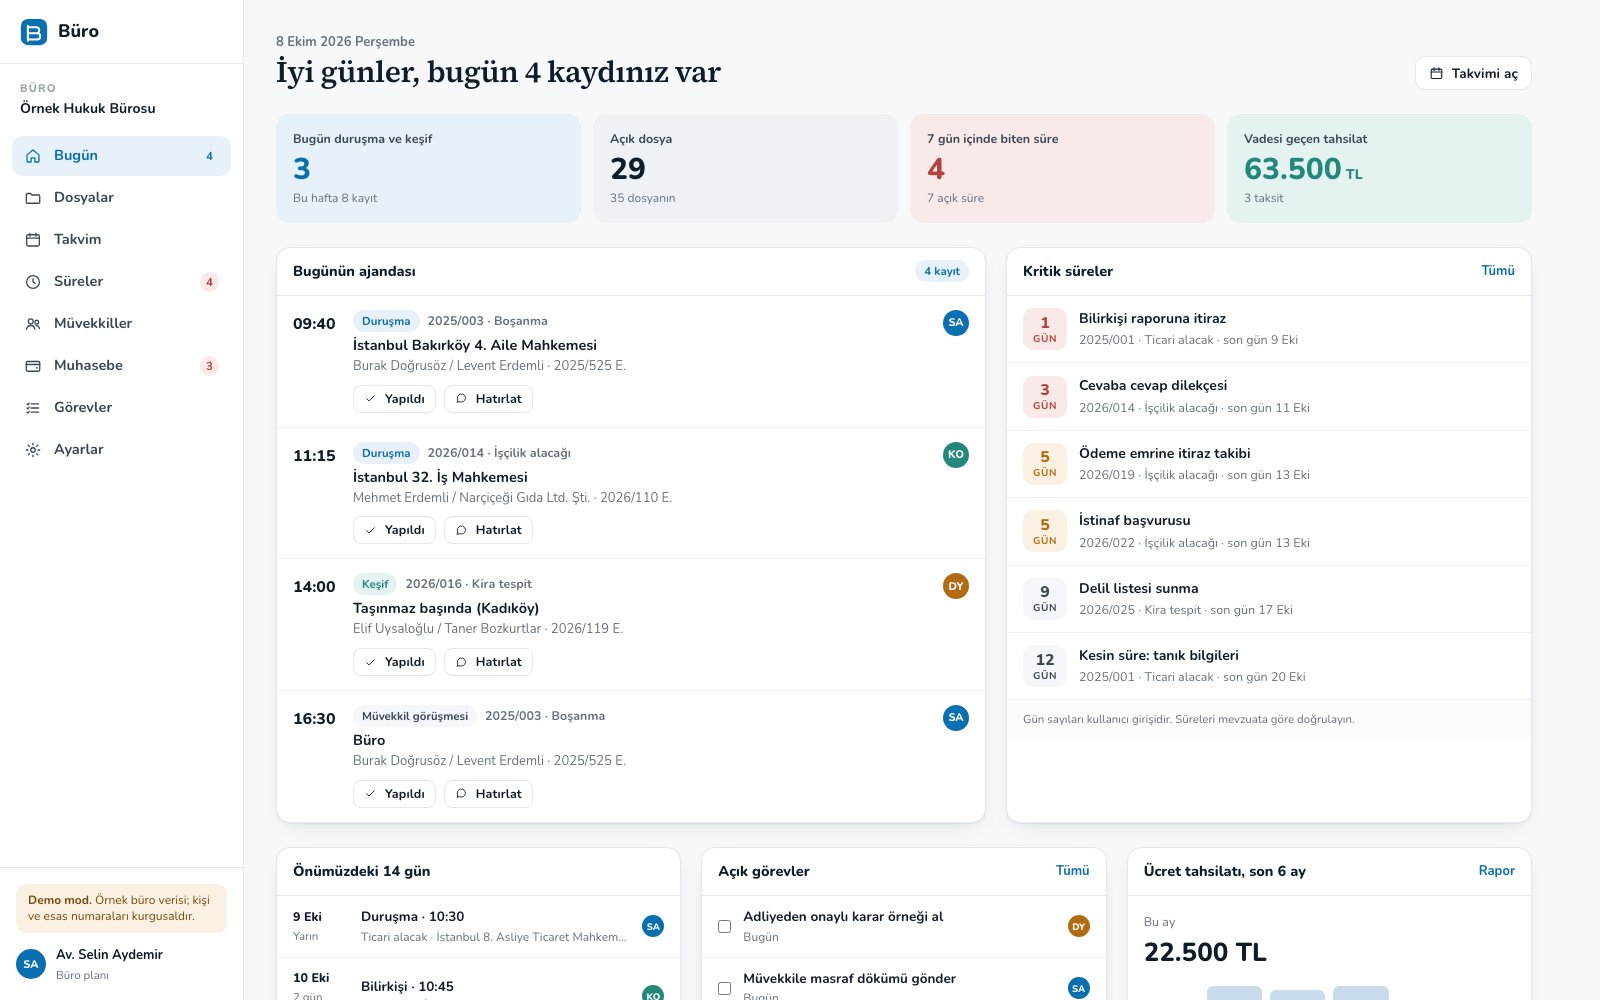 Büro
BÜRO
Örnek Hukuk Bürosu
Bugün 4
Dosyalar
Takvim
Süreler 4
Müvekkiller
Muhasebe 3
Görevler
Ayarlar
Demo mod. Örnek büro verisi; kişi
ve esas numaraları kurgusaldır.
SA
Av. Selin Aydemir
Büro planı
8 Ekim 2026 Perşembe
İyi günler, bugün 4 kaydınız var
Takvimi aç
Bugün duruşma ve keşif
3
Bu hafta 8 kayıt
Açık dosya
29
35 dosyanın
7 gün içinde biten süre
4
7 açık süre
Vadesi geçen tahsilat
63.500 TL
3 taksit
Bugünün ajandası
4 kayıt
09:40
Duruşma 2025/003 · Boşanma
SA
İstanbul Bakırköy 4. Aile Mahkemesi
Burak Doğrusöz / Levent Erdemli · 2025/525 E.
Yapıldı Hatırlat
11:15
Duruşma 2026/014 · İşçilik alacağı
KO
İstanbul 32. İş Mahkemesi
Mehmet Erdemli / Narçiçeği Gıda Ltd. Şti. · 2026/110 E.
Yapıldı Hatırlat
14:00
Keşif 2026/016 · Kira tespit
DY
Taşınmaz başında (Kadıköy)
Elif Uysaloğlu / Taner Bozkurtlar · 2026/119 E.
Yapıldı Hatırlat
16:30
Müvekkil görüşmesi 2025/003 · Boşanma
SA
Büro
Burak Doğrusöz / Levent Erdemli · 2025/525 E.
Yapıldı Hatırlat
Kritik süreler
Tümü
1 GÜN
Bilirkişi raporuna itiraz
2025/001 · Ticari alacak · son gün 9 Eki
3 GÜN
Cevaba cevap dilekçesi
2026/014 · İşçilik alacağı · son gün 11 Eki
5 GÜN
Ödeme emrine itiraz takibi
2026/019 · İşçilik alacağı · son gün 13 Eki
5 GÜN
İstinaf başvurusu
2026/022 · İşçilik alacağı · son gün 13 Eki
9 GÜN
Delil listesi sunma
2026/025 · Kira tespit · son gün 17 Eki
12 GÜN
Kesin süre: tanık bilgileri
2025/001 · Ticari alacak · son gün 20 Eki
Gün sayıları kullanıcı girişidir. Süreleri mevzuata göre doğrulayın.
Önümüzdeki 14 gün
9 Eki
Yarın
Duruşma · 10:30
Ticari alacak · İstanbul 8. Asliye Ticaret Mahkem...
SA
10 Eki
2 gün
Bilirkişi · 10:45
KO
Açık görevler
Tümü
Adliyeden onaylı karar örneği al
Bugün
DY
Müvekkile masraf dökümü gönder
Bugün
SA
Ücret tahsilatı, son 6 ay
Rapor
Bu ay
22.500 TL